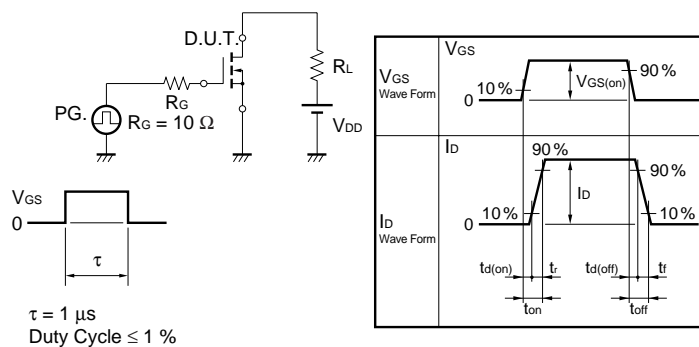 D.U.T.
RL
RG
PG.
RG = 10 Ω
VDD
VGS
0
τ
τ = 1 μs
Duty Cycle ≤ 1 %
VGS
Wave Form
VGS
10 %
0
VGS(on)
90 %
ID
Wave Form
ID
90 %
90 %
ID
0
10 %
10 %
td(on)
tr
td(off)
tf
ton
toff